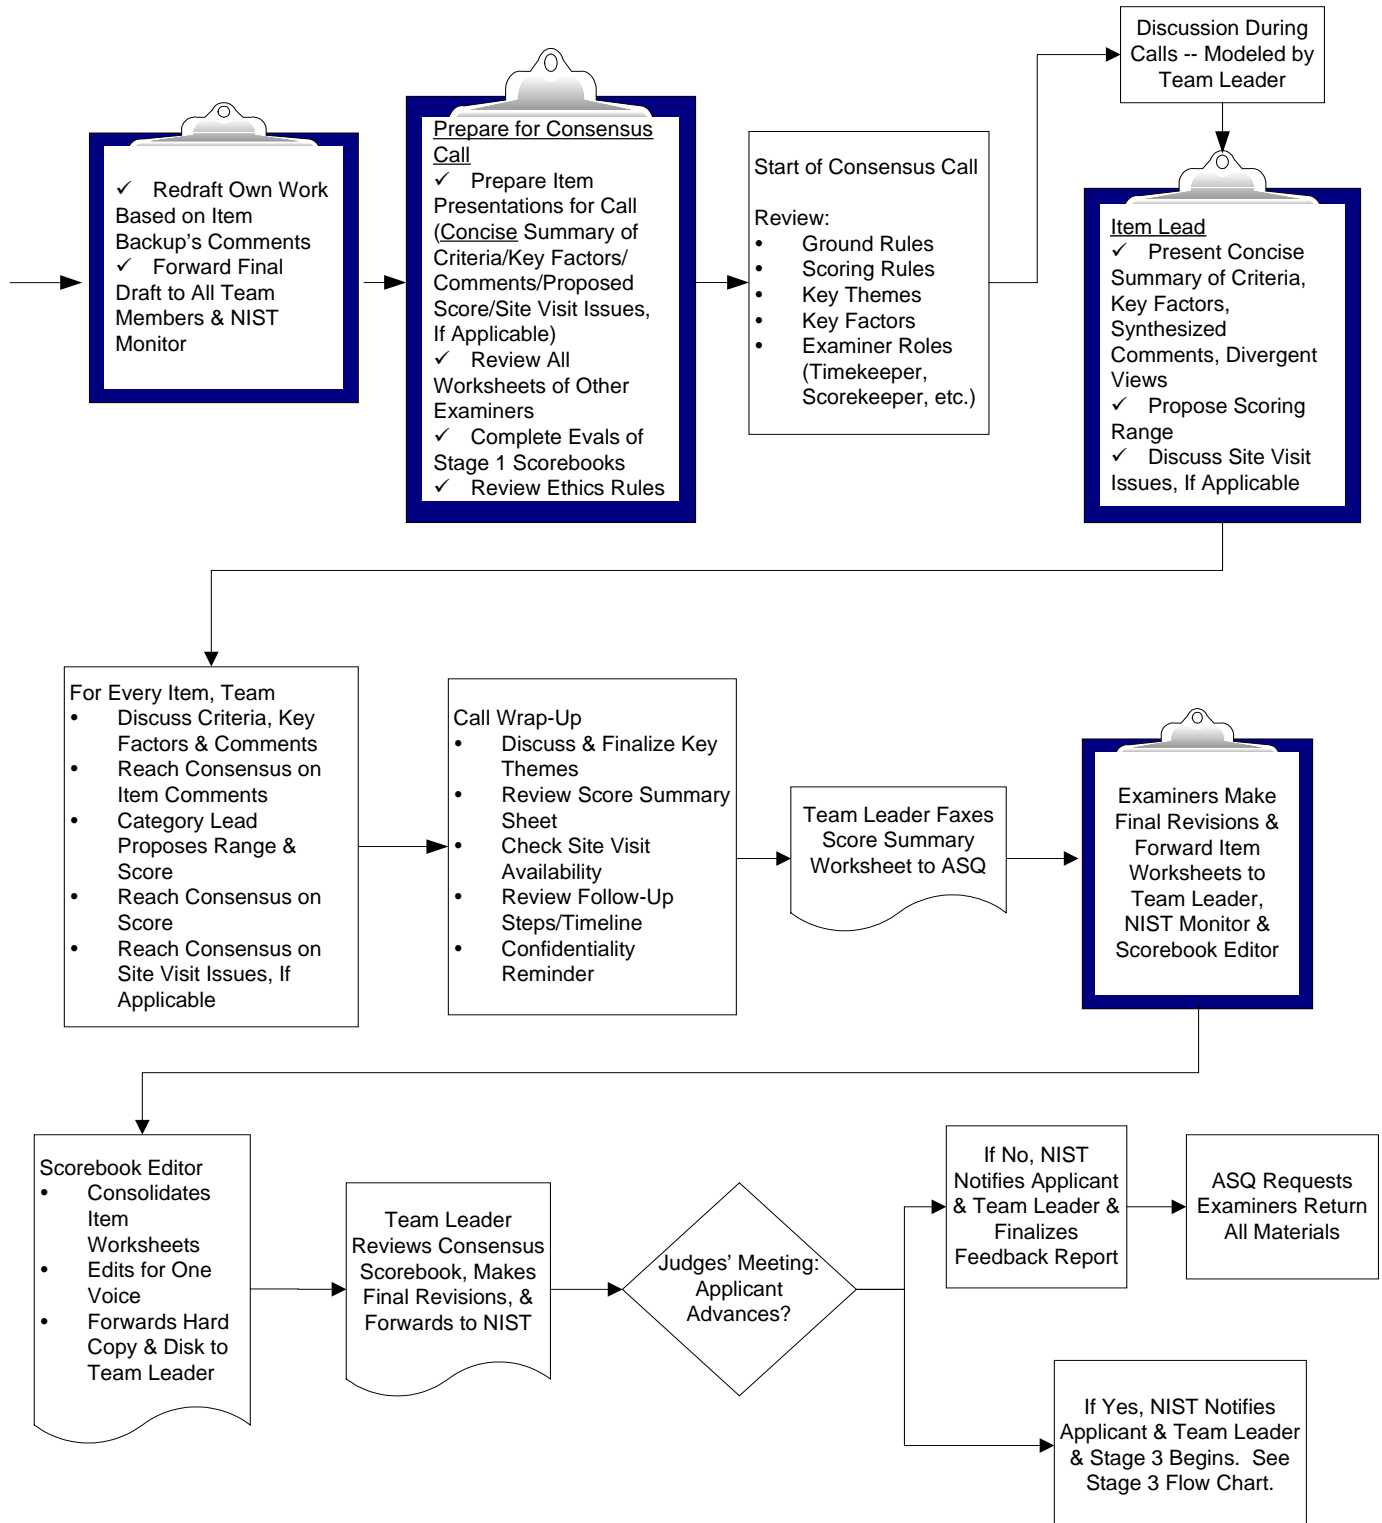 ✓ Redraft Own Work
Based on Item
Backup's Comments
✓ Forward Final
Draft to All Team
Members & NIST
Monitor
Prepare for Consensus
Call
✓ Prepare Item
Presentations for Call
(Concise Summary of
Criteria/Key Factors/
Comments/Proposed
Score/Site Visit Issues,
If Applicable)
✓ Review All
Worksheets of Other
Examiners
✓ Complete Evals of
Stage 1 Scorebooks
✓ Review Ethics Rules
Start of Consensus Call
Review:
• Ground Rules
• Scoring Rules
• Key Themes
• Key Factors
• Examiner Roles
(Timekeeper,
Scorekeeper, etc.)
Discussion During
Calls -- Modeled by
Team Leader
Item Lead
✓ Present Concise
Summary of Criteria,
Key Factors,
Synthesized
Comments, Divergent
Views
✓ Propose Scoring
Range
✓ Discuss Site Visit
Issues, If Applicable
For Every Item, Team
• Discuss Criteria, Key
Factors & Comments
• Reach Consensus on
Item Comments
• Category Lead
Proposes Range &
Score
• Reach Consensus on
Score
• Reach Consensus on
Site Visit Issues, If
Applicable
Call Wrap-Up
• Discuss & Finalize Key
Themes
• Review Score Summary
Sheet
• Check Site Visit
Availability
• Review Follow-Up
Steps/Timeline
• Confidentiality
Reminder
Team Leader Faxes
Score Summary
Worksheet to ASQ
Examiners Make
Final Revisions &
Forward Item
Worksheets to
Team Leader,
NIST Monitor &
Scorebook Editor
Scorebook Editor
• Consolidates
Item
Worksheets
• Edits for One
Voice
• Forwards Hard
Copy & Disk to
Team Leader
Team Leader
Reviews Consensus
Scorebook, Makes
Final Revisions, &
Forwards to NIST
Judges' Meeting:
Applicant
Advances?
If No, NIST
Notifies Applicant
& Team Leader &
Finalizes
Feedback Report
ASQ Requests
Examiners Return
All Materials
If Yes, NIST Notifies
Applicant & Team Leader
& Stage 3 Begins.  See
Stage 3 Flow Chart.